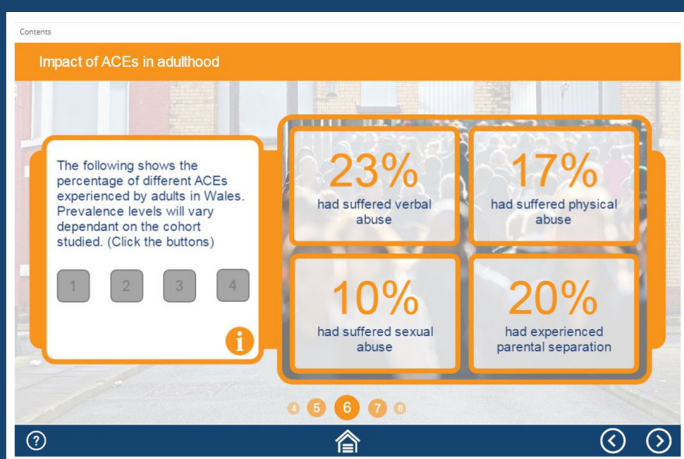 Contents
Impact of ACEs in adulthood
The following shows the
percentage of different ACEs
experienced by adults in Wales.
Prevalence levels will vary
dependant on the cohort
studied. (Click the buttons)
1 2 3 4
i
23%
had suffered verbal
abuse
17%
had suffered physical
abuse
10%
had suffered sexual
abuse
20%
had experienced
parental separation
4 5 6 7 8
?